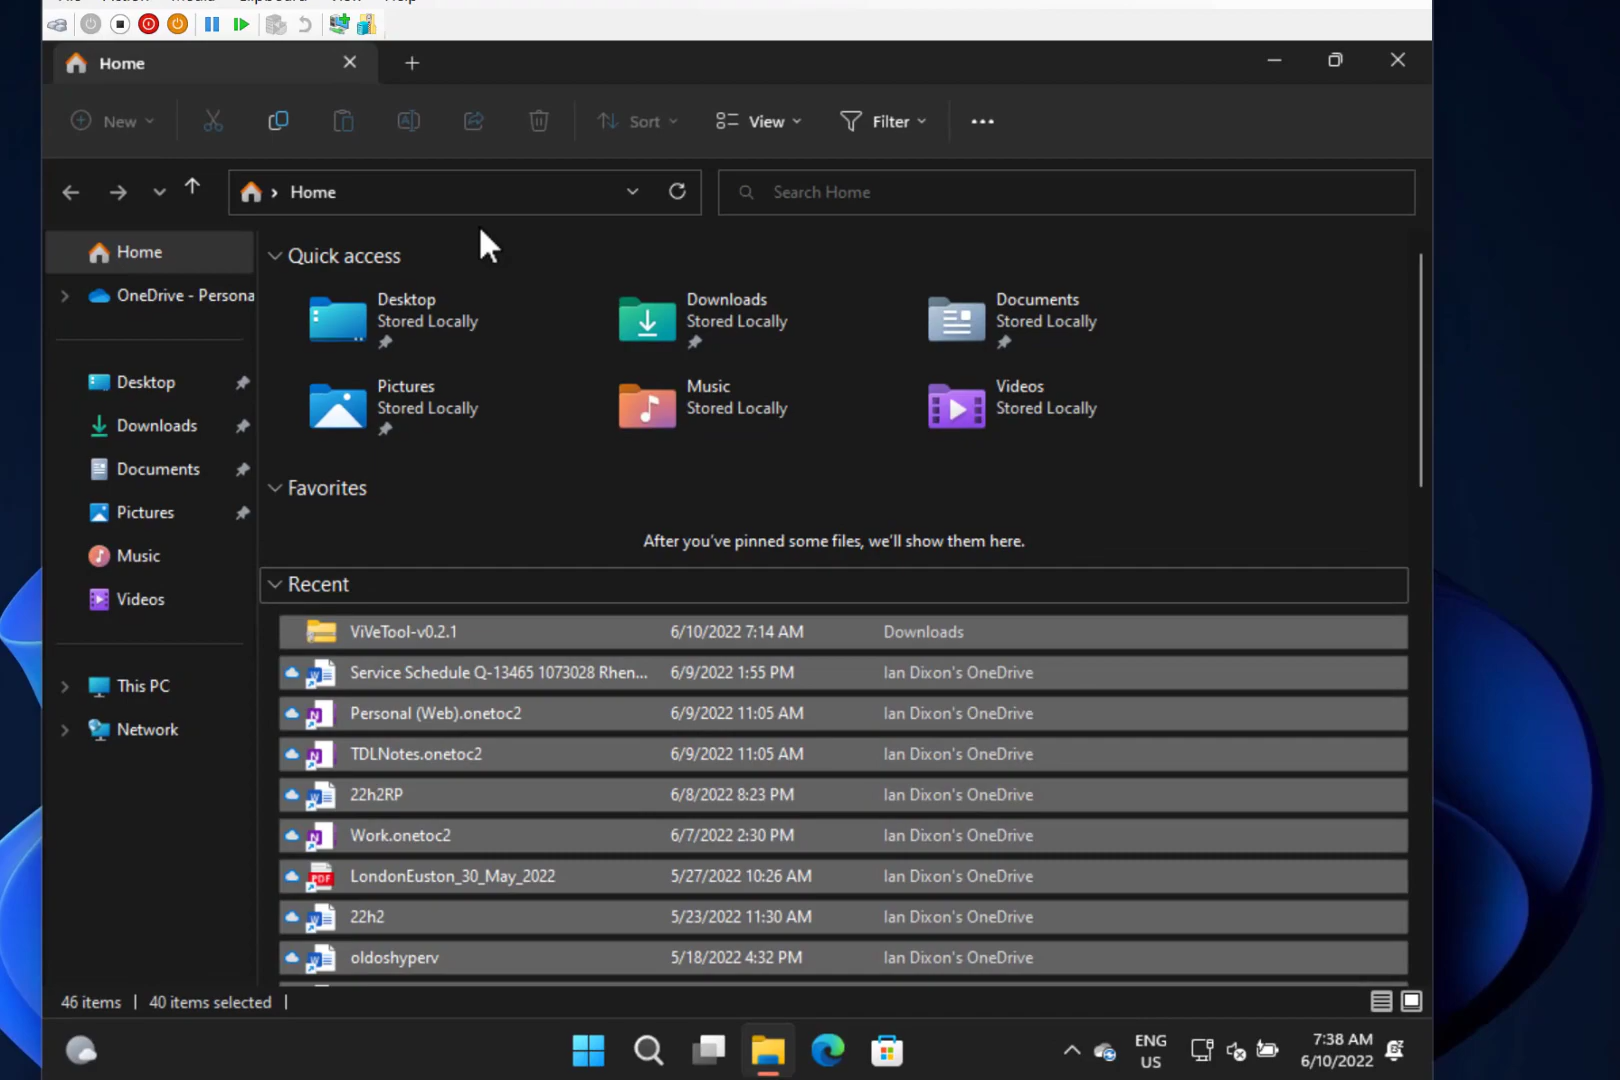 File Action Media Clipboard View Help
Home
New Sort View Filter
Home Search Home
Home
OneDrive - Persona
Desktop
Downloads
Documents
Pictures
Music
Videos
This PC
Network
Quick access
Desktop
Stored Locally
Downloads
Stored Locally
Documents
Stored Locally
Pictures
Stored Locally
Music
Stored Locally
Videos
Stored Locally
Favorites
After you've pinned some files, we'll show them here.
Recent
ViVeTool-v0.2.1 6/10/2022 7:14 AM Downloads
Service Schedule Q-13465 1073028 Rhen... 6/9/2022 1:55 PM Ian Dixon's OneDrive
Personal (Web).onetoc2 6/9/2022 11:05 AM Ian Dixon's OneDrive
TDLNotes.onetoc2 6/9/2022 11:05 AM Ian Dixon's OneDrive
22h2RP 6/8/2022 8:23 PM Ian Dixon's OneDrive
Work.onetoc2 6/7/2022 2:30 PM Ian Dixon's OneDrive
LondonEuston_30_May_2022 5/27/2022 10:26 AM Ian Dixon's OneDrive
22h2 5/23/2022 11:30 AM Ian Dixon's OneDrive
oldoshyperv 5/18/2022 4:32 PM Ian Dixon's OneDrive
46 items 40 items selected
ENG
US
7:38 AM
6/10/2022